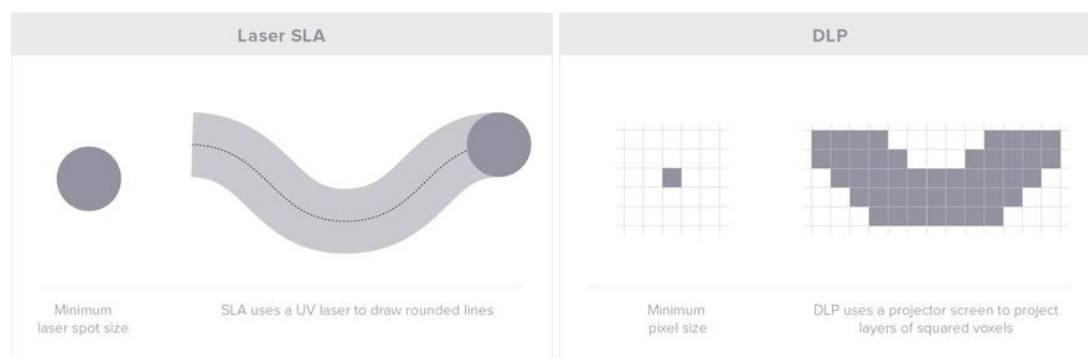 Laser SLA
Minimum
laser spot size
SLA uses a UV laser to draw rounded lines
DLP
Minimum
pixel size
DLP uses a projector screen to project
layers of squared voxels